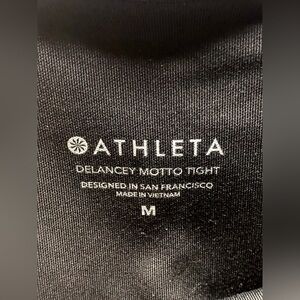 ATHLETA
DELANCEY MOTTO TIGHT
DESIGNED IN SAN FRANCISCO
MADE IN VIETNAM
M